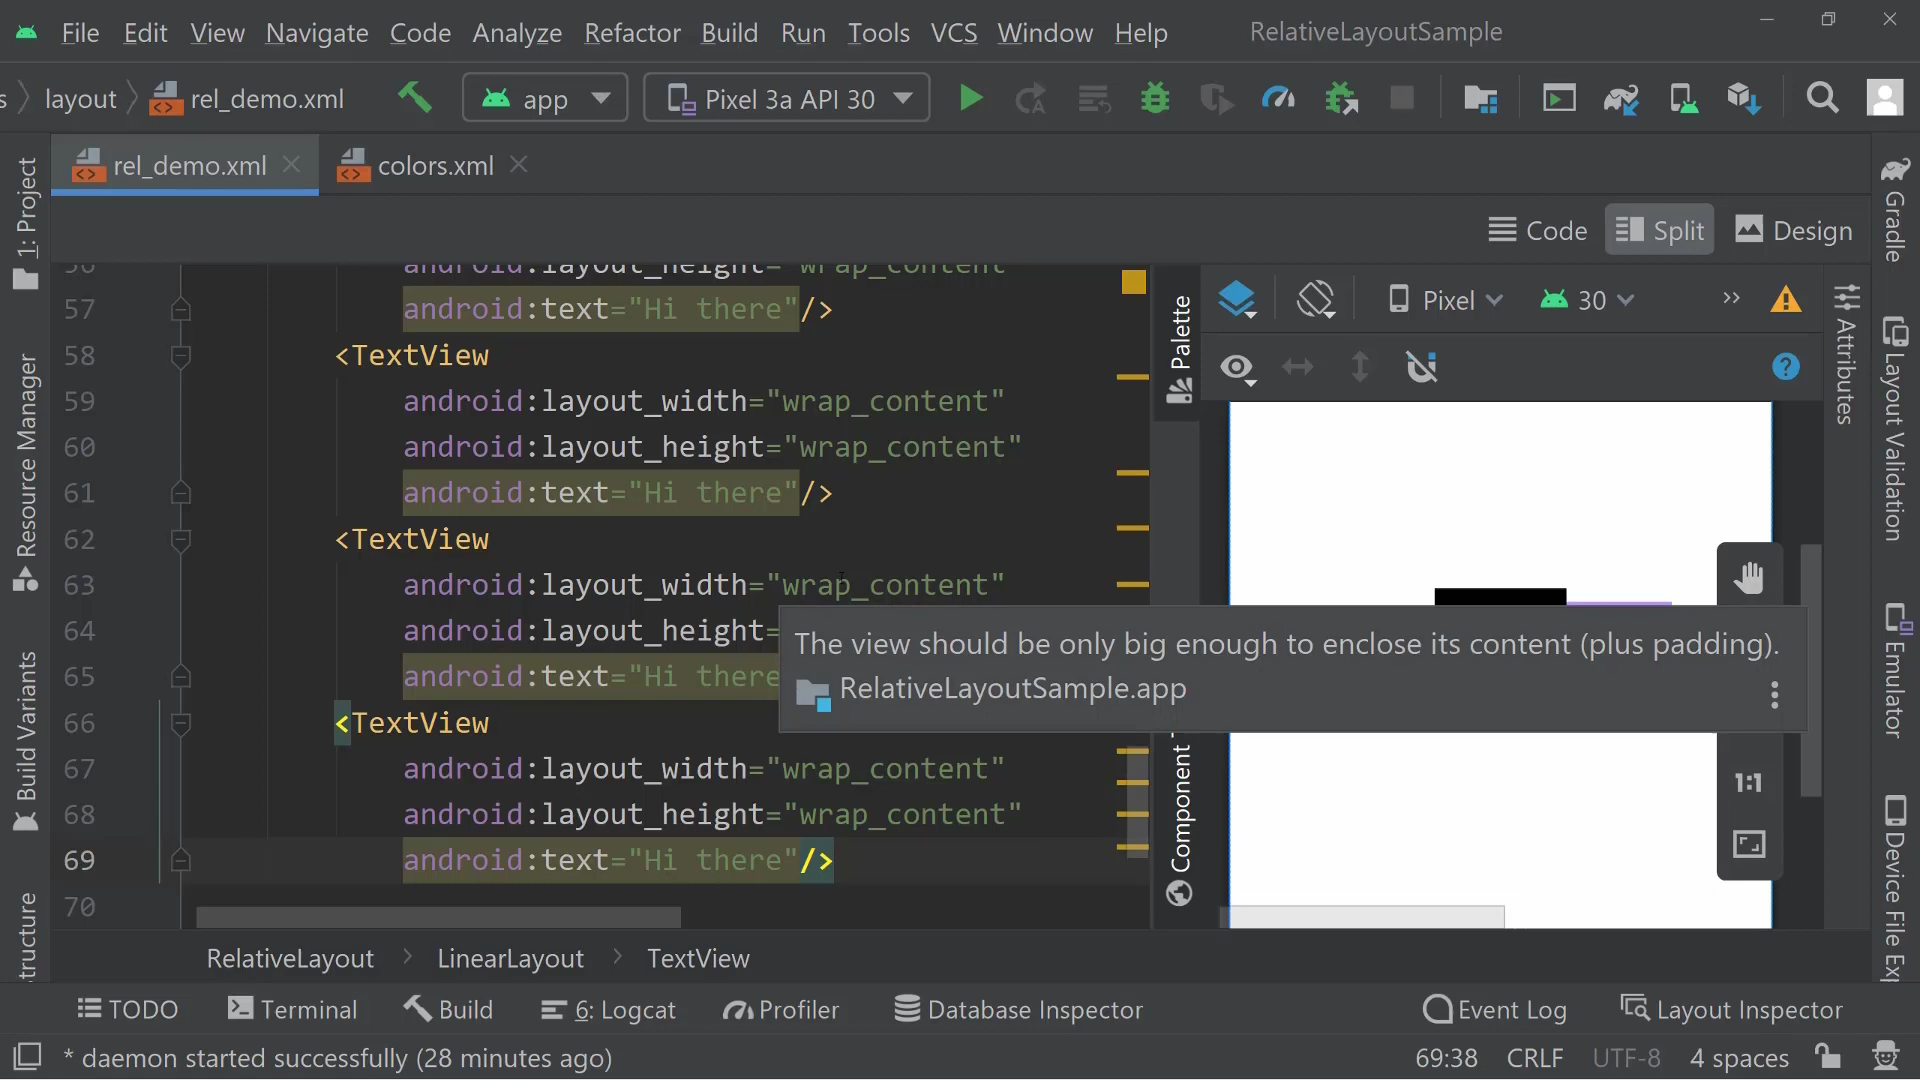 File Edit View Navigate Code Analyze Refactor Build Run Tools VCS Window Help RelativeLayoutSample
s layout rel_demo.xml app Pixel 3a API 30
rel_demo.xml colors.xml
Code Split Design
Pixel 30
56 android:layout_height="wrap_content"
57 android:text="Hi there"/>
58 <TextView
59 android:layout_width="wrap_content"
60 android:layout_height="wrap_content"
61 android:text="Hi there"/>
62 <TextView
63 android:layout_width="wrap_content"
64 android:layout_height=
65 android:text="Hi there
66 <TextView
67 android:layout_width="wrap_content"
68 android:layout_height="wrap_content"
69 android:text="Hi there"/>
70
The view should be only big enough to enclose its content (plus padding).
RelativeLayoutSample.app
1: Project
Resource Manager
Build Variants
tructure
Palette
Component
1:1
Attributes
Gradle
Layout Validation
Emulator
Device File Ex
RelativeLayout LinearLayout TextView
TODO Terminal Build 6: Logcat Profiler Database Inspector Event Log Layout Inspector
* daemon started successfully (28 minutes ago) 69:38 CRLF UTF-8 4 spaces